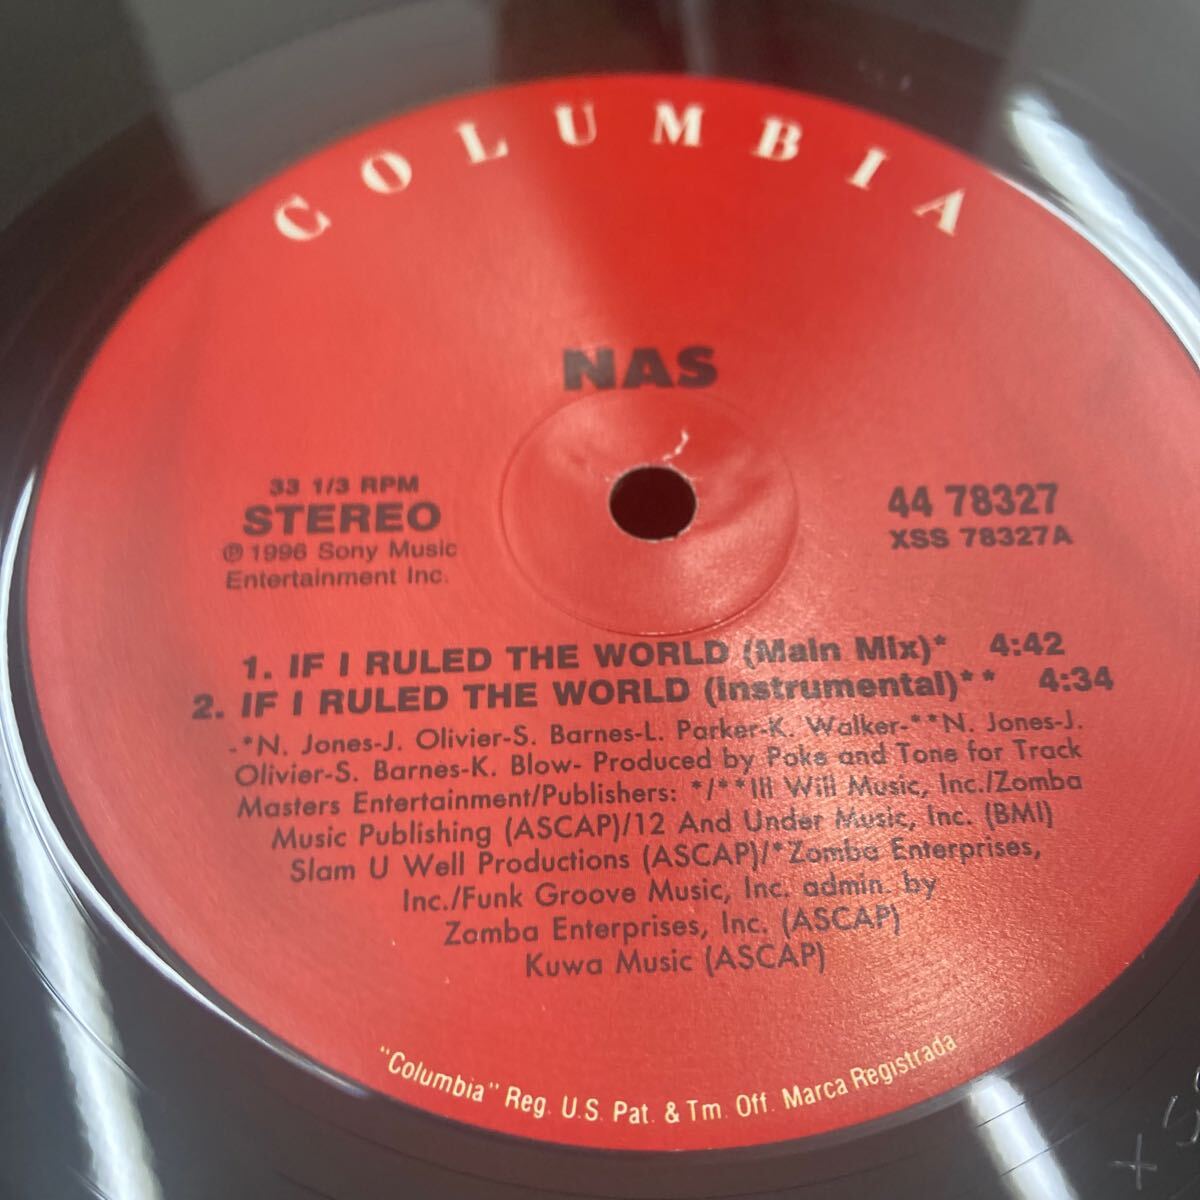 COLUMBIA
NAS
33 1/3 RPM
STEREO
℗ 1996 Sony Music
Entertainment Inc.
44 78327
XSS 78327A
1. IF I RULED THE WORLD (Main Mix)* 4:42
2. IF I RULED THE WORLD (Instrumental)** 4:34
-*N. Jones-J. Olivier-S. Barnes-L. Parker-K. Walker-**N. Jones-J.
Olivier-S. Barnes-K. Blow- Produced by Poke and Tone for Track
Masters Entertainment/Publishers: */**Ill Will Music, Inc./Zomba
Music Publishing (ASCAP)/12 And Under Music, Inc. (BMI)
Slam U Well Productions (ASCAP)/*Zomba Enterprises,
Inc./Funk Groove Music, Inc. admin. by
Zomba Enterprises, Inc. (ASCAP)
Kuwa Music (ASCAP)
"Columbia" Reg. U.S. Pat. & Tm. Off. Marca Registrada